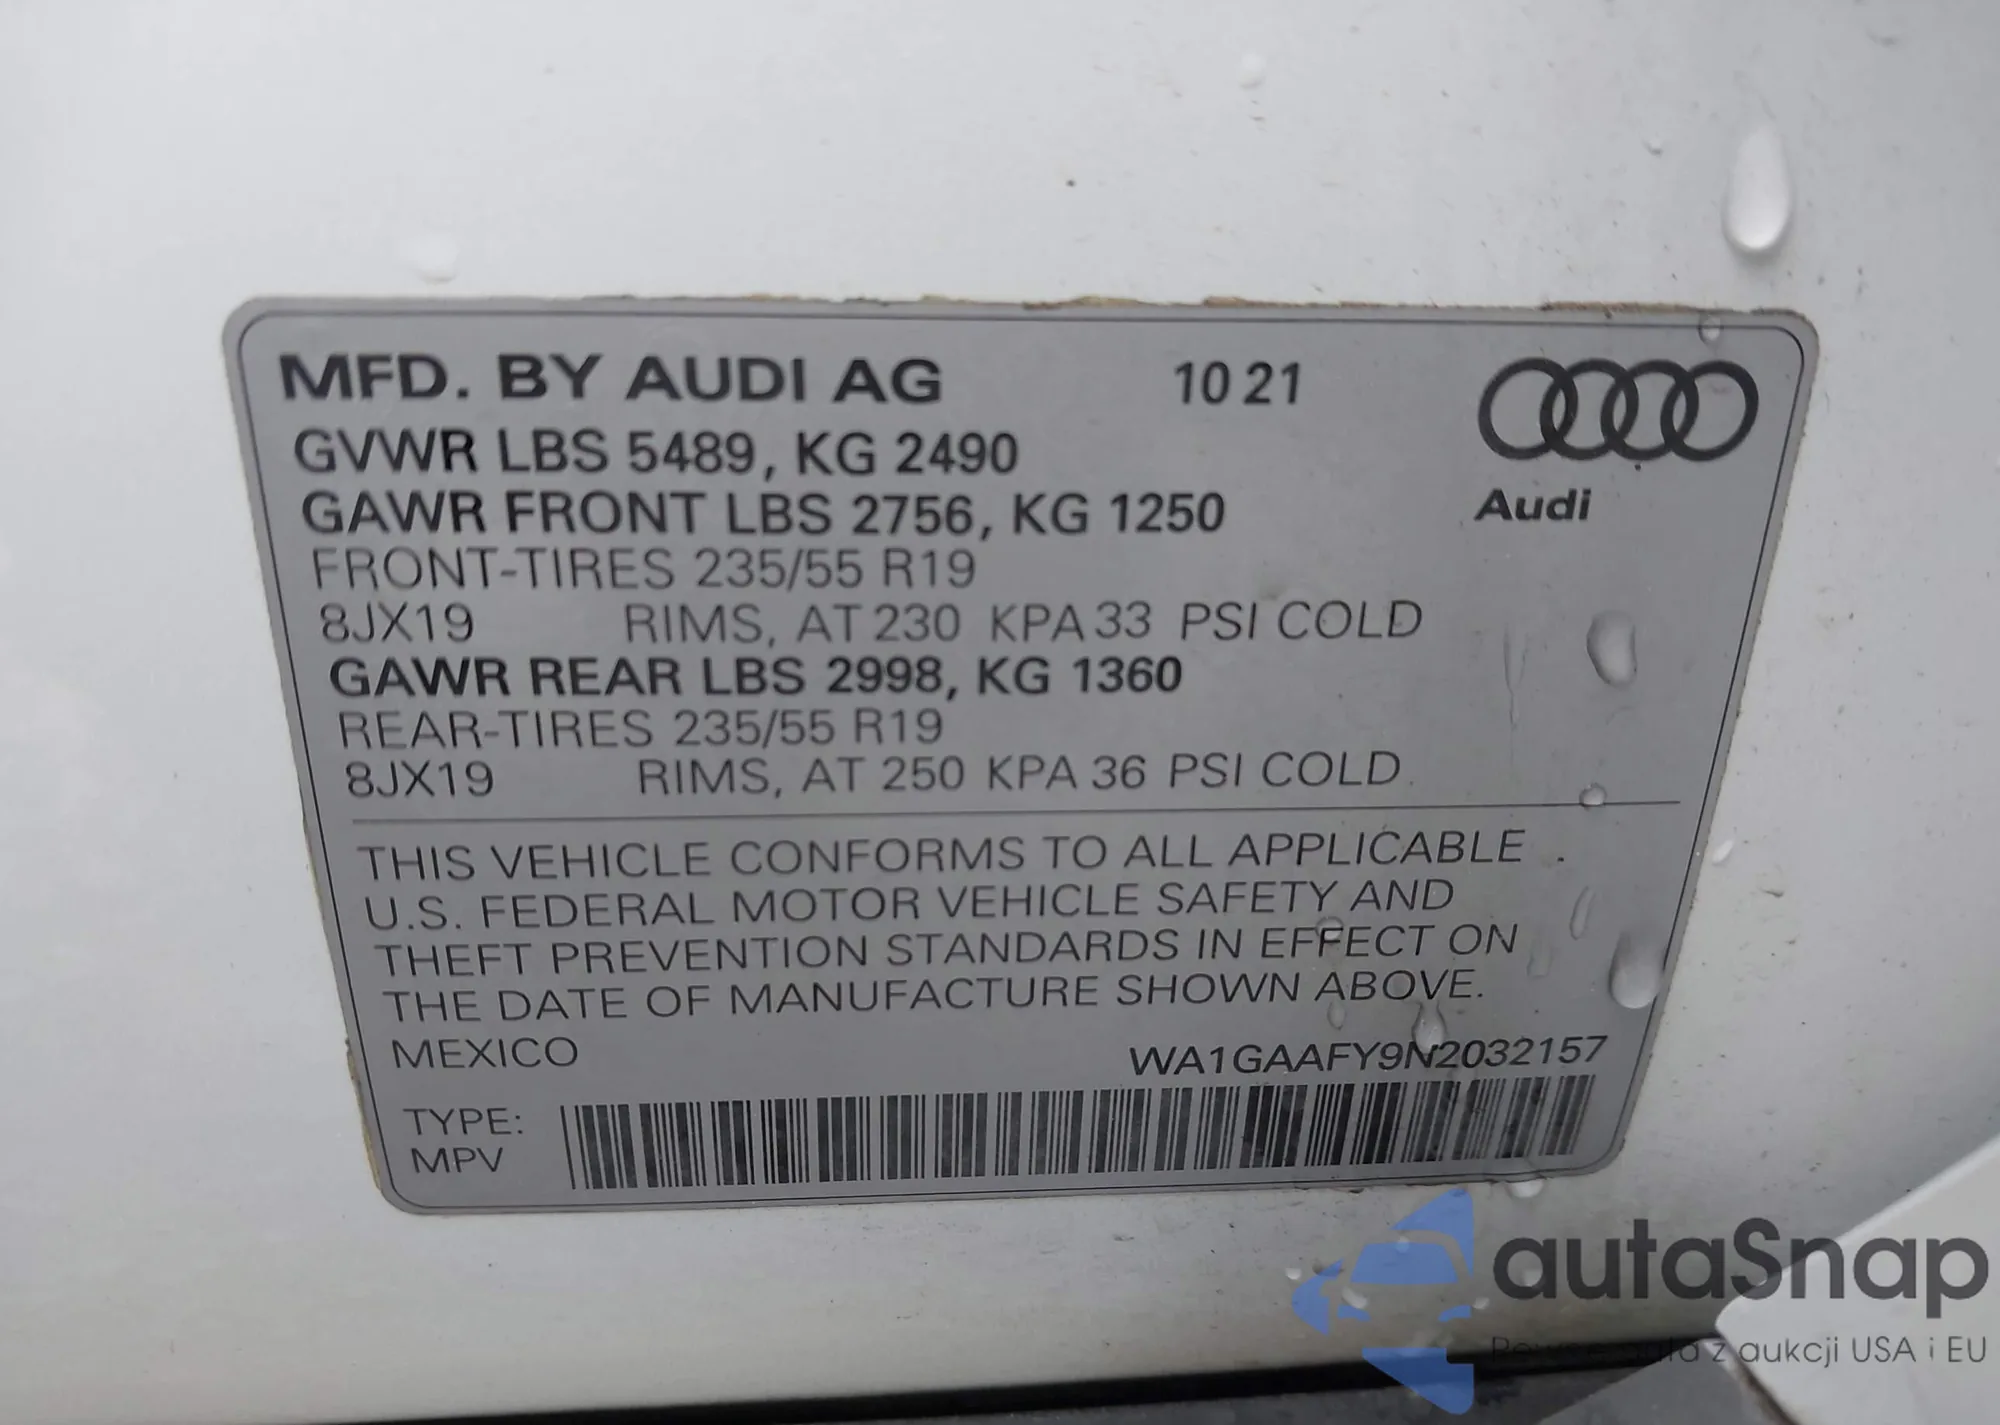 MFD. BY AUDI AG 10 21
GVWR LBS 5489, KG 2490
GAWR FRONT LBS 2756, KG 1250
Audi
FRONT-TIRES 235/55 R19
8JX19 RIMS, AT 230 KPA 33 PSI COLD
GAWR REAR LBS 2998, KG 1360
REAR-TIRES 235/55 R19
8JX19 RIMS, AT 250 KPA 36 PSI COLD
THIS VEHICLE CONFORMS TO ALL APPLICABLE
U.S. FEDERAL MOTOR VEHICLE SAFETY AND
THEFT PREVENTION STANDARDS IN EFFECT ON
THE DATE OF MANUFACTURE SHOWN ABOVE.
MEXICO WA1GAAFY9N2032157
TYPE:
MPV
autaSnap
auta z aukcji USA i EU